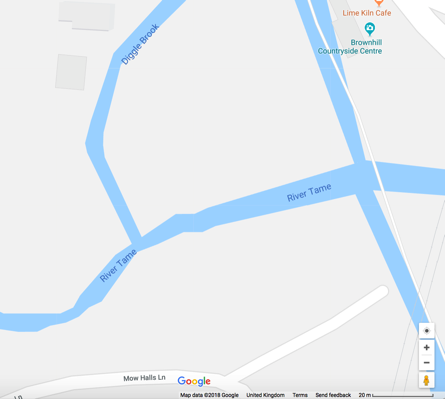 Lime Kiln Cafe
Brownhill
Countryside Centre
Diggle Brook
River Tame
River Tame
Mow Halls Ln
Ln
Google
Map data ©2018 Google United Kingdom Terms Send feedback 20 m